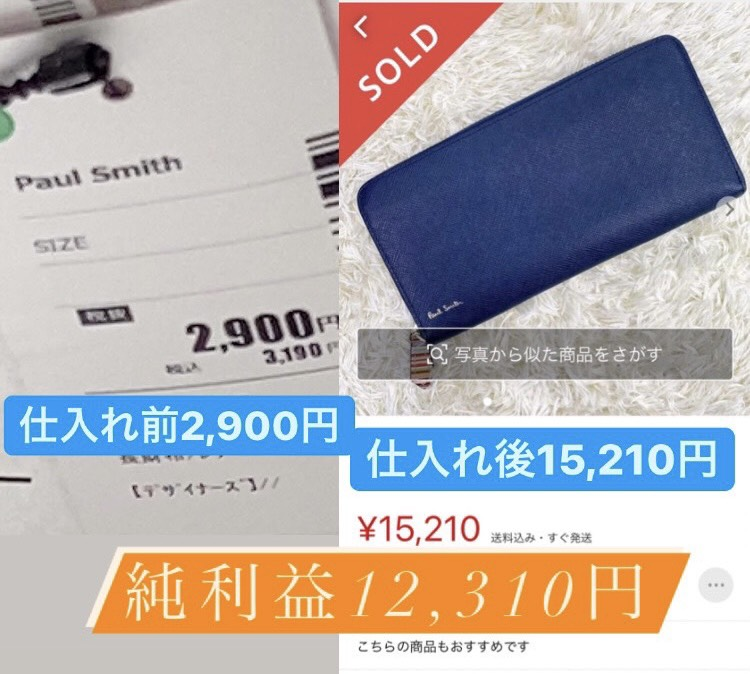 Paul Smith
SIZE
税抜
2,900円
税込 3,190円
仕入れ前2,900円
【デザイナーズ】//
SOLD
Paul Smith
写真から似た商品をさがす
仕入れ後15,210円
¥15,210 送料込み・すぐ発送
純利益12,310円
こちらの商品もおすすめです